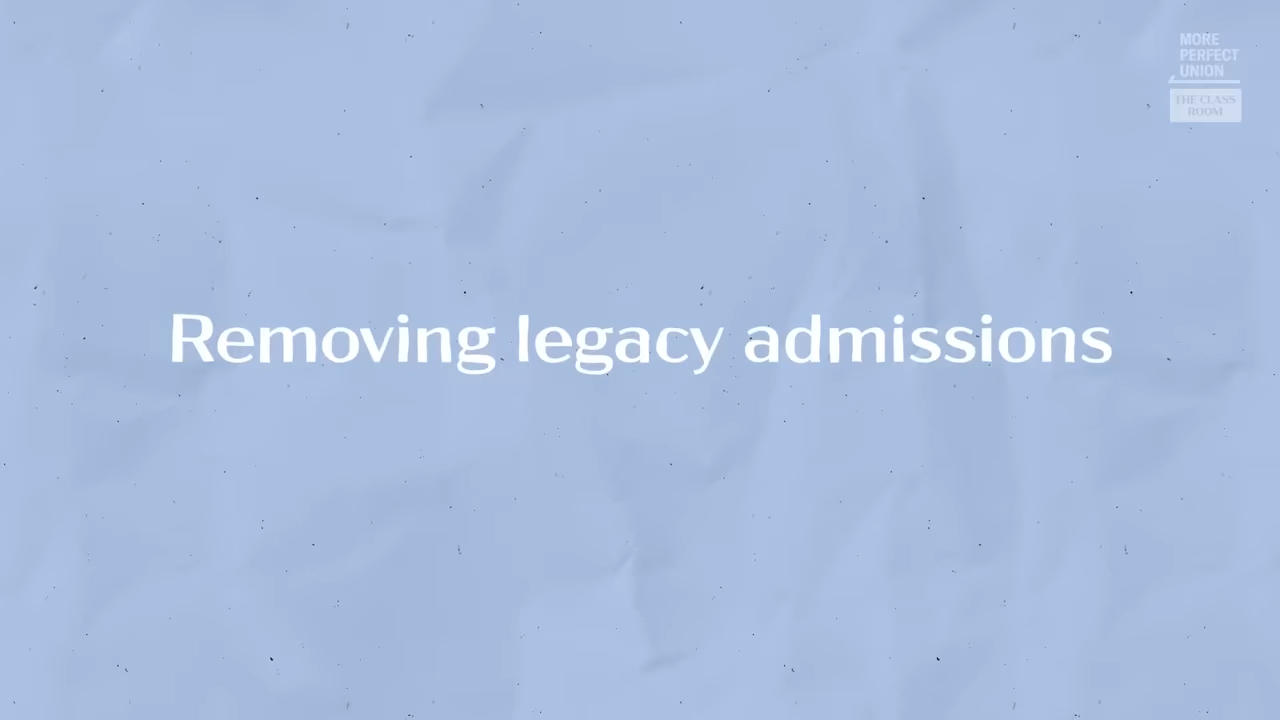 MORE
PERFECT
UNION
THE CLASS
ROOM
Removing legacy admissions